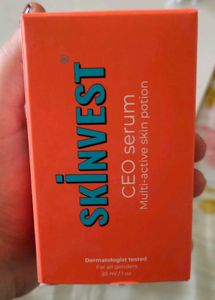 SKiNVEST®
CEO serum
Multi-active skin potion
Dermatologist tested
For all genders
30 ml / 1 oz